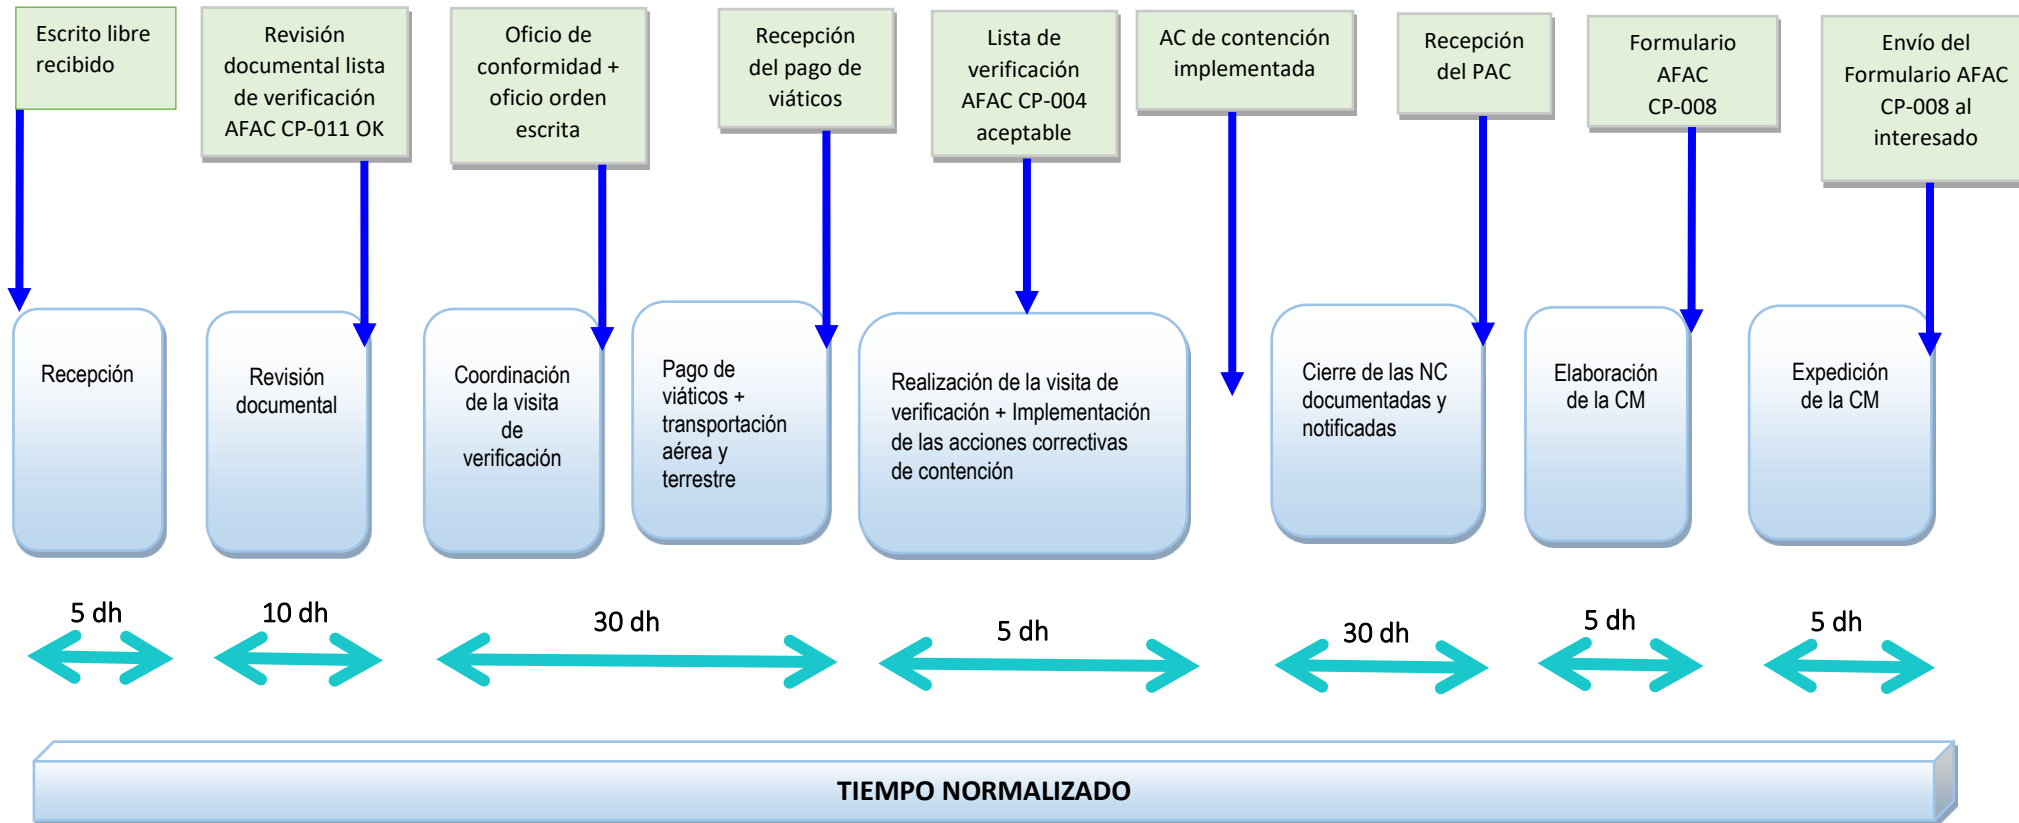 Escrito libre
recibido
Revisión
documental lista
de verificación
AFAC CP-011 OK
Oficio de
conformidad +
oficio orden
escrita
Recepción
del pago de
viáticos
Lista de
verificación
AFAC CP-004
aceptable
AC de contención
implementada
Recepción
del PAC
Formulario
AFAC
CP-008
Envío del
Formulario AFAC
CP-008 al
interesado
Recepción
Revisión
documental
Coordinación
de la visita
de
verificación
Pago de
viáticos +
transportación
aérea y
terrestre
Realización de la visita de
verificación + Implementación
de las acciones correctivas
de contención
Cierre de las NC
documentadas y
notificadas
Elaboración
de la CM
Expedición
de la CM
5 dh
10 dh
30 dh
5 dh
30 dh
5 dh
5 dh
TIEMPO NORMALIZADO